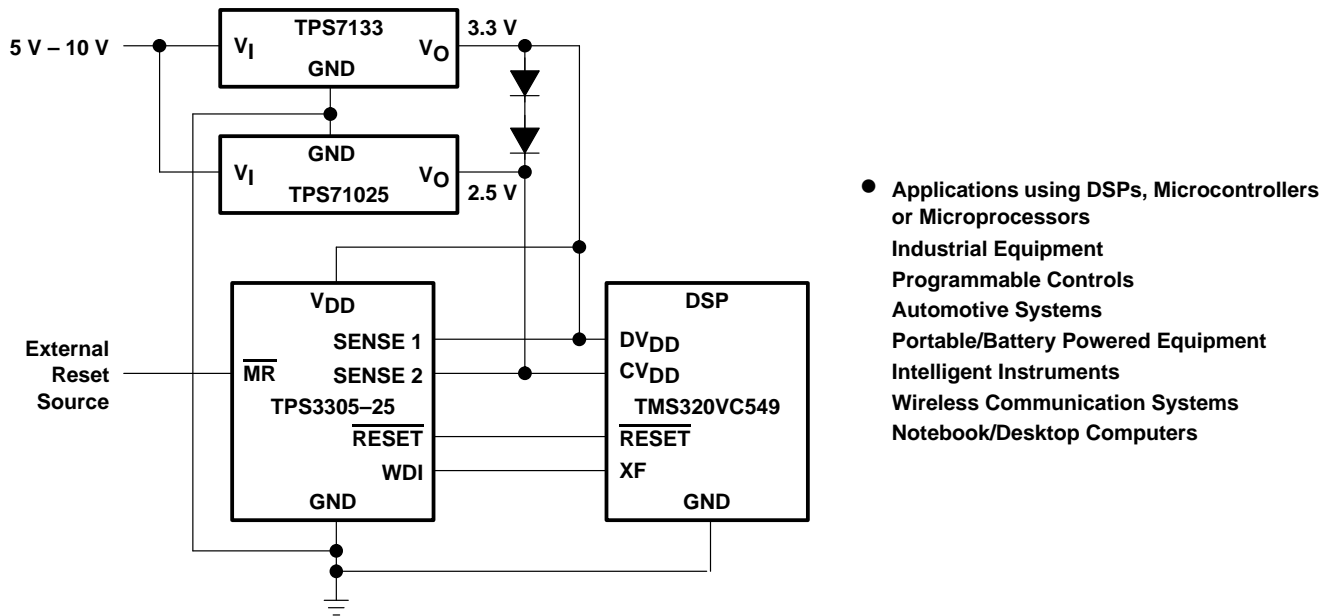 TPS7133
5 V – 10 V
VI
VO
3.3 V
GND
GND
VI
VO
TPS71025
2.5 V
VDD
SENSE 1
External
Reset
Source
MR
SENSE 2
TPS3305–25
RESET
WDI
GND
DSP
DVDD
CVDD
TMS320VC549
RESET
XF
GND
● Applications using DSPs, Microcontrollers
or Microprocessors
Industrial Equipment
Programmable Controls
Automotive Systems
Portable/Battery Powered Equipment
Intelligent Instruments
Wireless Communication Systems
Notebook/Desktop Computers